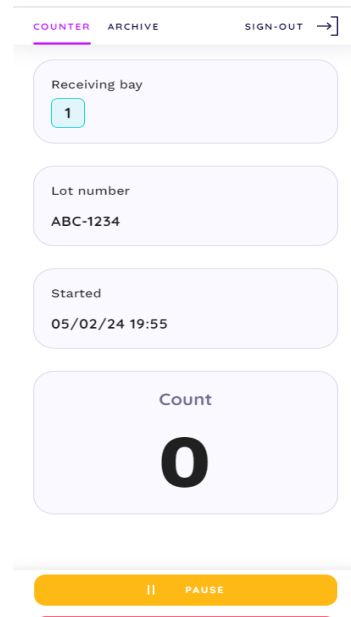 COUNTER ARCHIVE SIGN-OUT
Receiving bay
1
Lot number
ABC-1234
Started
05/02/24 19:55
Count
0
PAUSE